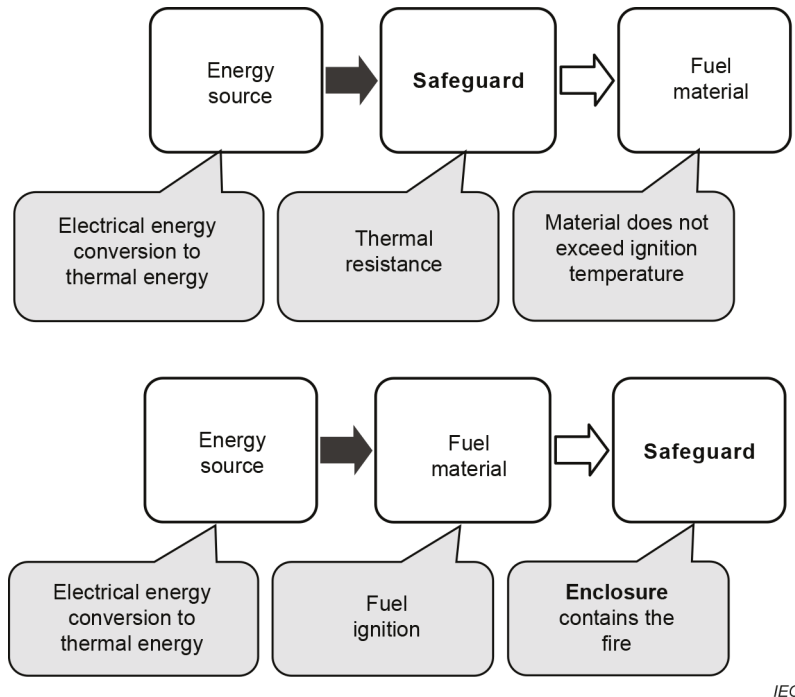 Energy
source
Safeguard
Fuel
material
Electrical energy
conversion to
thermal energy
Thermal
resistance
Material does not
exceed ignition
temperature
Energy
source
Fuel
material
Safeguard
Electrical energy
conversion to
thermal energy
Fuel
ignition
Enclosure
contains the
fire
IEC